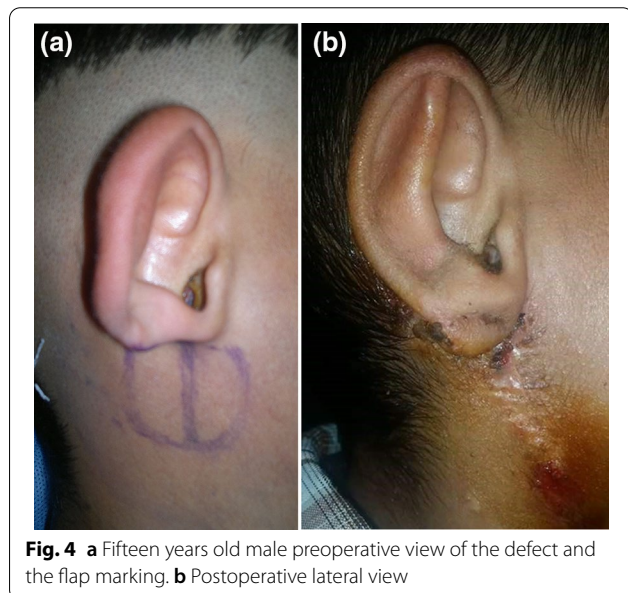 (a) (b)
Fig. 4 a Fifteen years old male preoperative view of the defect and
the flap marking. b Postoperative lateral view